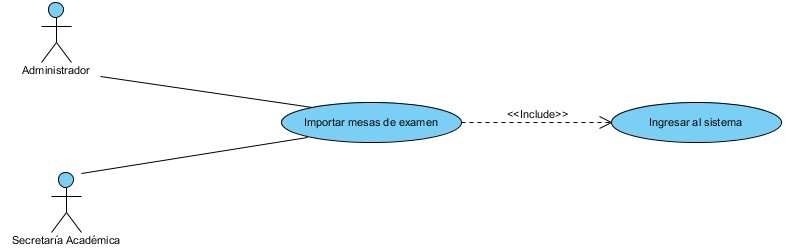 Administrador
<<Include>>
Importar mesas de examen
Ingresar al sistema
Secretaría Académica